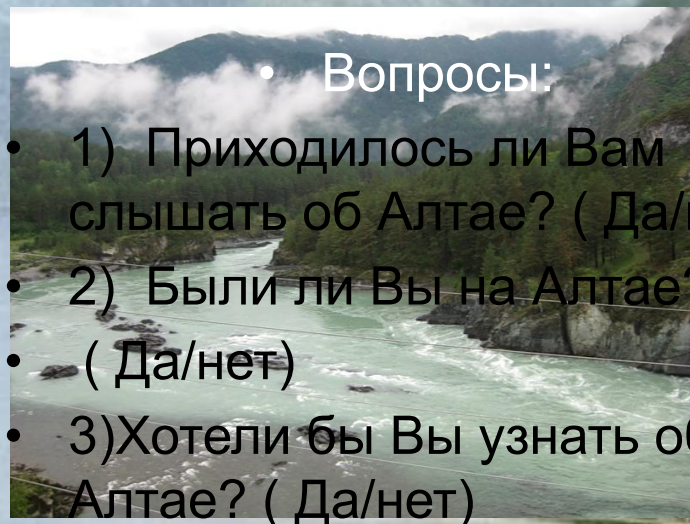 • Вопросы:
• 1) Приходилось ли Вам
слышать об Алтае? ( Да/
• 2) Были ли Вы на Алтае?
• ( Да/нет)
• 3)Хотели бы Вы узнать об
Алтае? ( Да/нет)